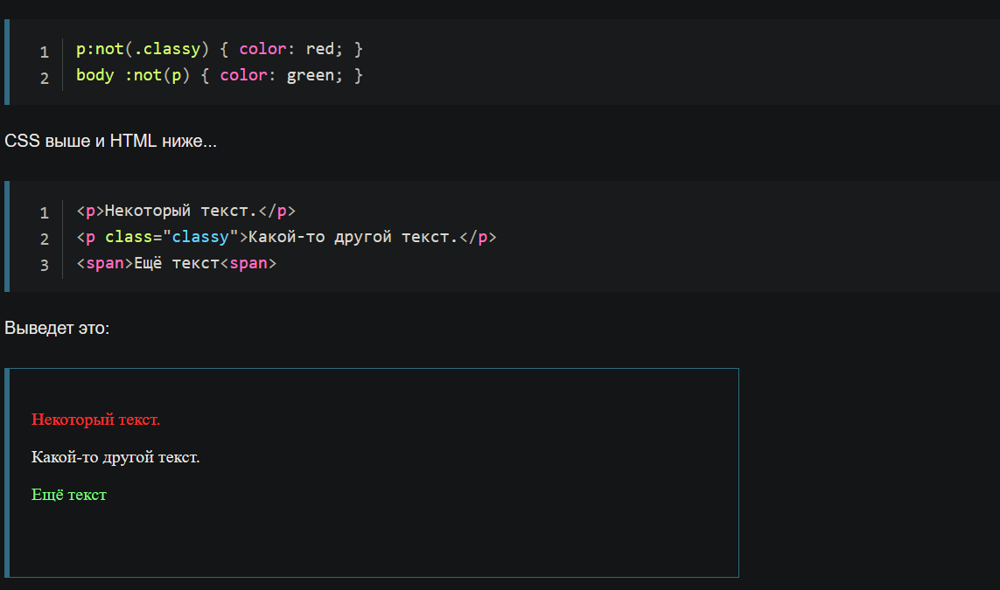 1 p:not(.classy) { color: red; }
2 body :not(p) { color: green; }
CSS выше и HTML ниже...
1 <p>Некоторый текст.</p>
2 <p class="classy">Какой-то другой текст.</p>
3 <span>Ещё текст<span>
Выведет это:
Некоторый текст.
Какой-то другой текст.
Ещё текст